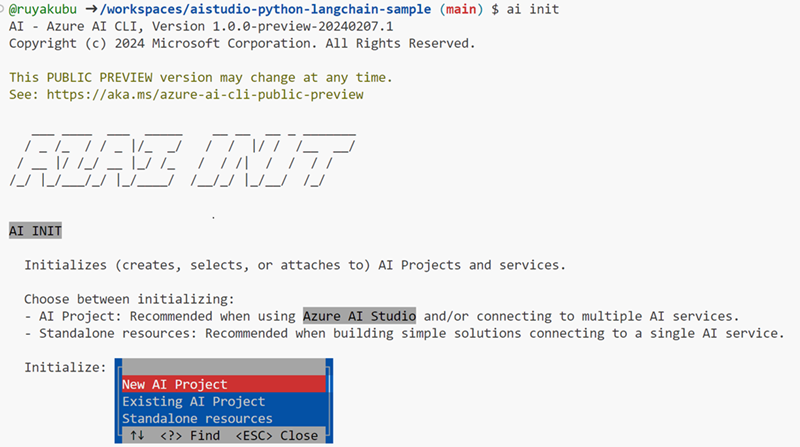 @ruyakubu ➜/workspaces/aistudio-python-langchain-sample (main) $ ai init
AI - Azure AI CLI, Version 1.0.0-preview-20240207.1
Copyright (c) 2024 Microsoft Corporation. All Rights Reserved.
This PUBLIC PREVIEW version may change at any time.
See: https://aka.ms/azure-ai-cli-public-preview
AZAI INIT
AI INIT
Initializes (creates, selects, or attaches to) AI Projects and services.
Choose between initializing:
- AI Project: Recommended when using Azure AI Studio and/or connecting to multiple AI services.
- Standalone resources: Recommended when building simple solutions connecting to a single AI service.
Initialize:
New AI Project
Existing AI Project
Standalone resources
↑↓ <?> Find <ESC> Close